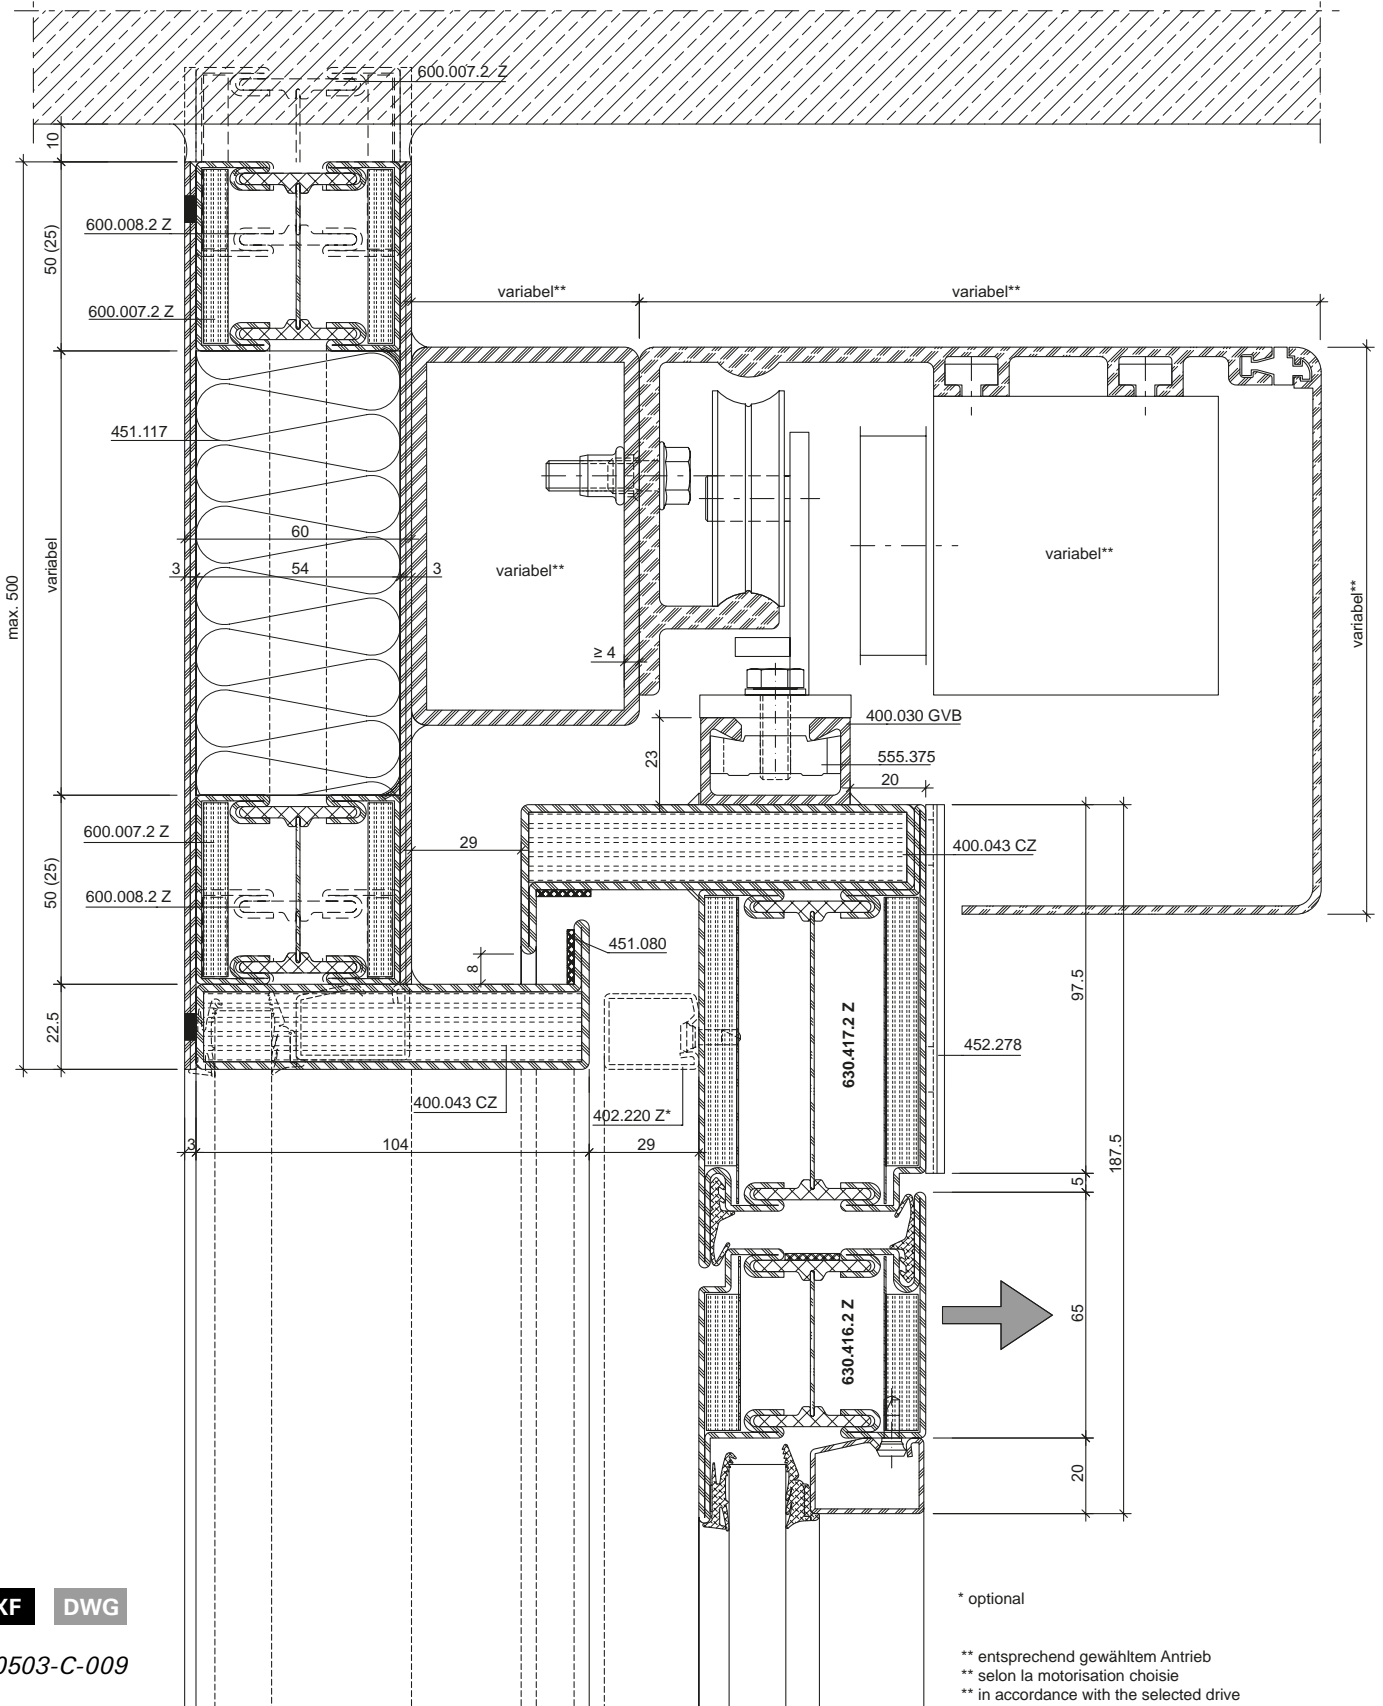 600.007.2 Z
10
600.008.2 Z
50 (25)
600.007.2 Z
variabel**
variabel**
451.117
variabel
max. 500
60
3
54
3
variabel**
variabel**
variabel**
≥ 4
400.030 GVB
23
555.375
20
600.007.2 Z
29
400.043 CZ
50 (25)
600.008.2 Z
451.080
8
97.5
22.5
630.417.2 Z
452.278
400.043 CZ
402.220 Z*
3
104
29
187.5
5
65
630.416.2 Z
20
XF
DWG
0503-C-009
* optional
** entsprechend gewähltem Antrieb
** selon la motorisation choisie
** in accordance with the selected drive